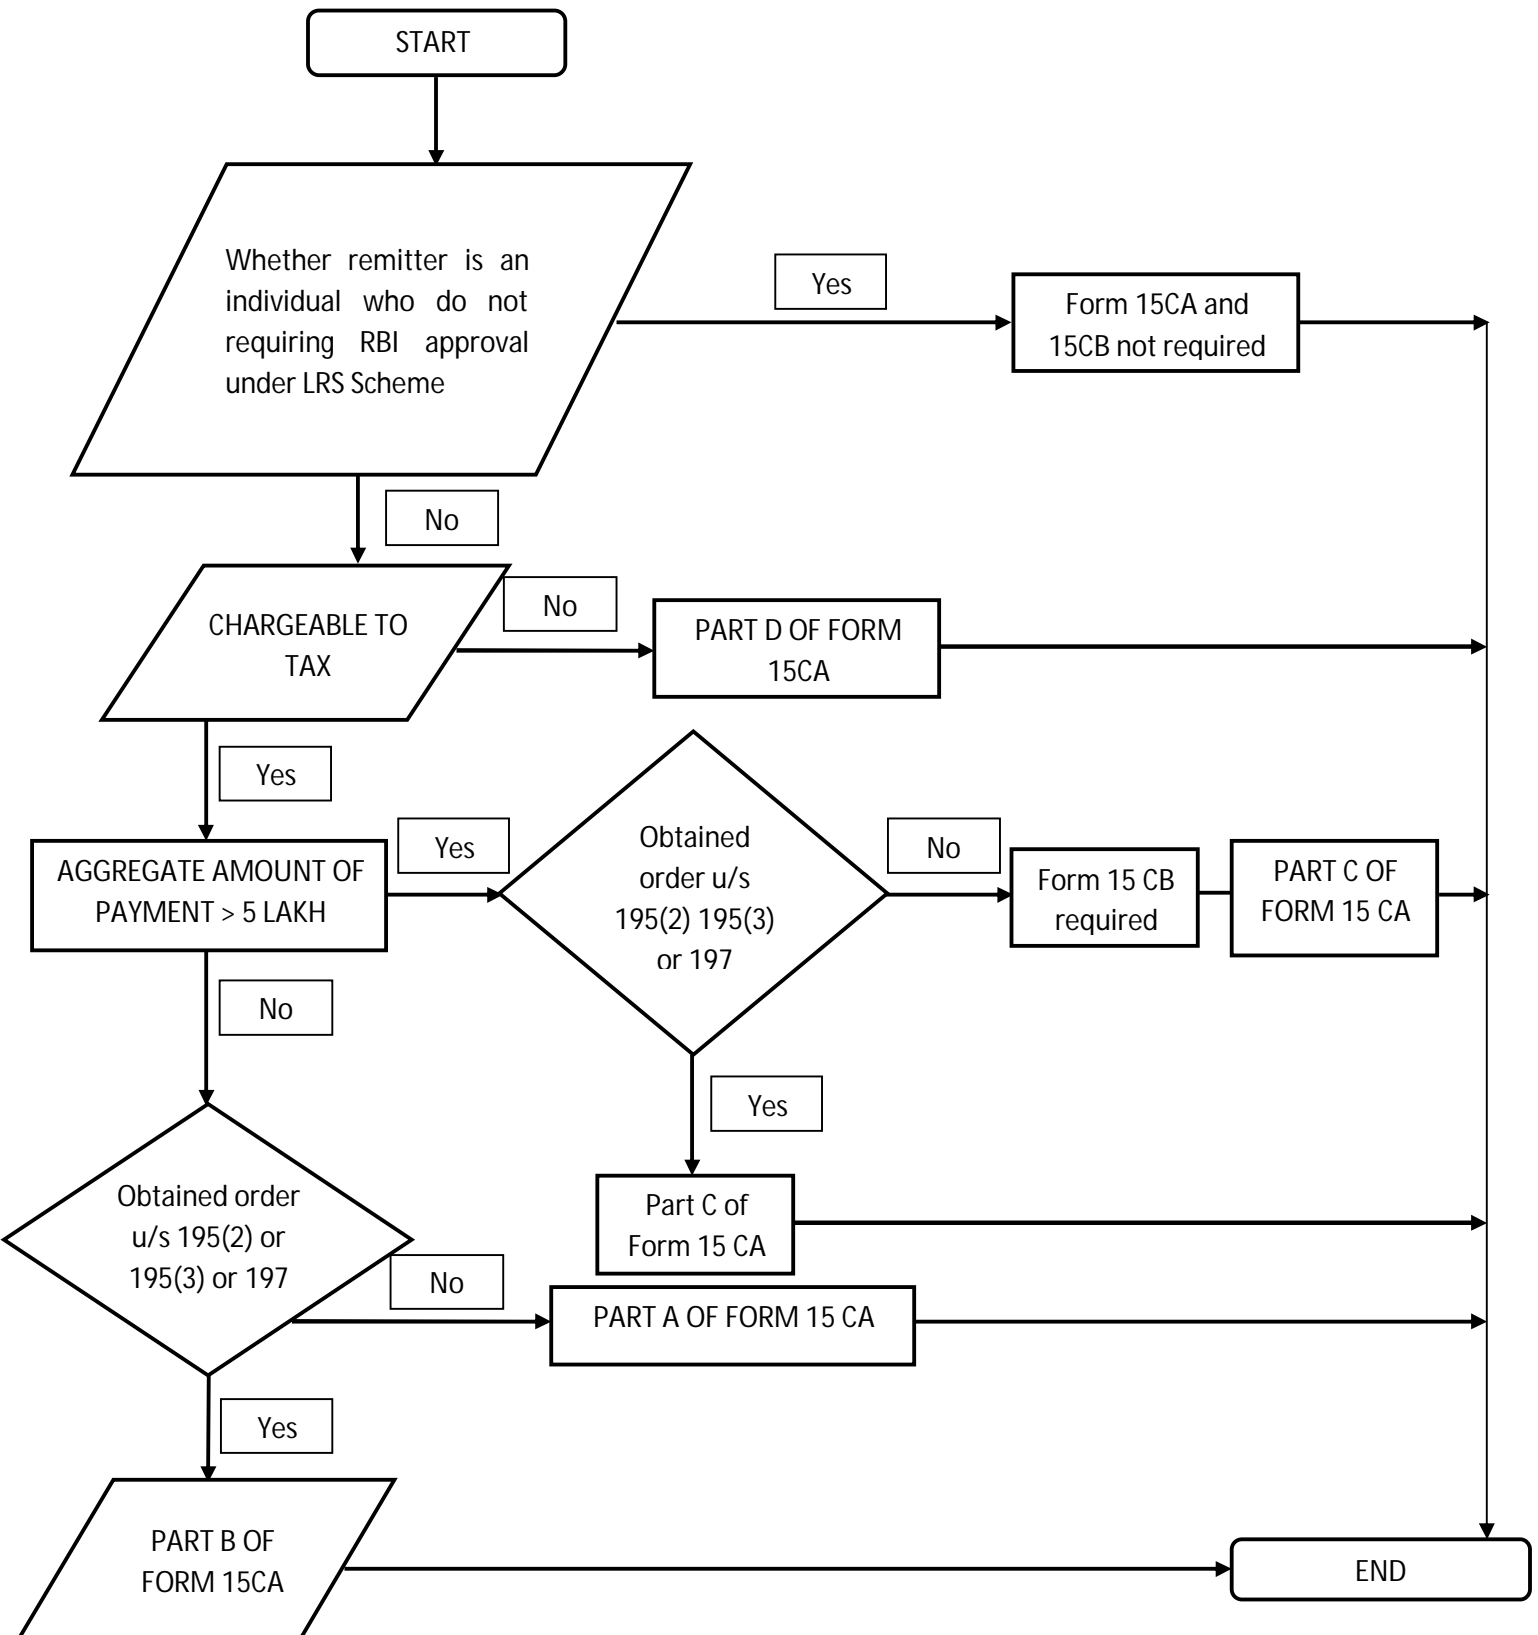 START
Whether remitter is an
individual who do not
requiring RBI approval
under LRS Scheme
Yes
Form 15CA and
15CB not required
No
CHARGEABLE TO
TAX
No
PART D OF FORM
15CA
Yes
AGGREGATE AMOUNT OF
PAYMENT > 5 LAKH
Yes
Obtained
order u/s
195(2) 195(3)
or 197
No
Form 15 CB
required
PART C OF
FORM 15 CA
No
Yes
Part C of
Form 15 CA
Obtained order
u/s 195(2) or
195(3) or 197
No
PART A OF FORM 15 CA
Yes
PART B OF
FORM 15CA
END